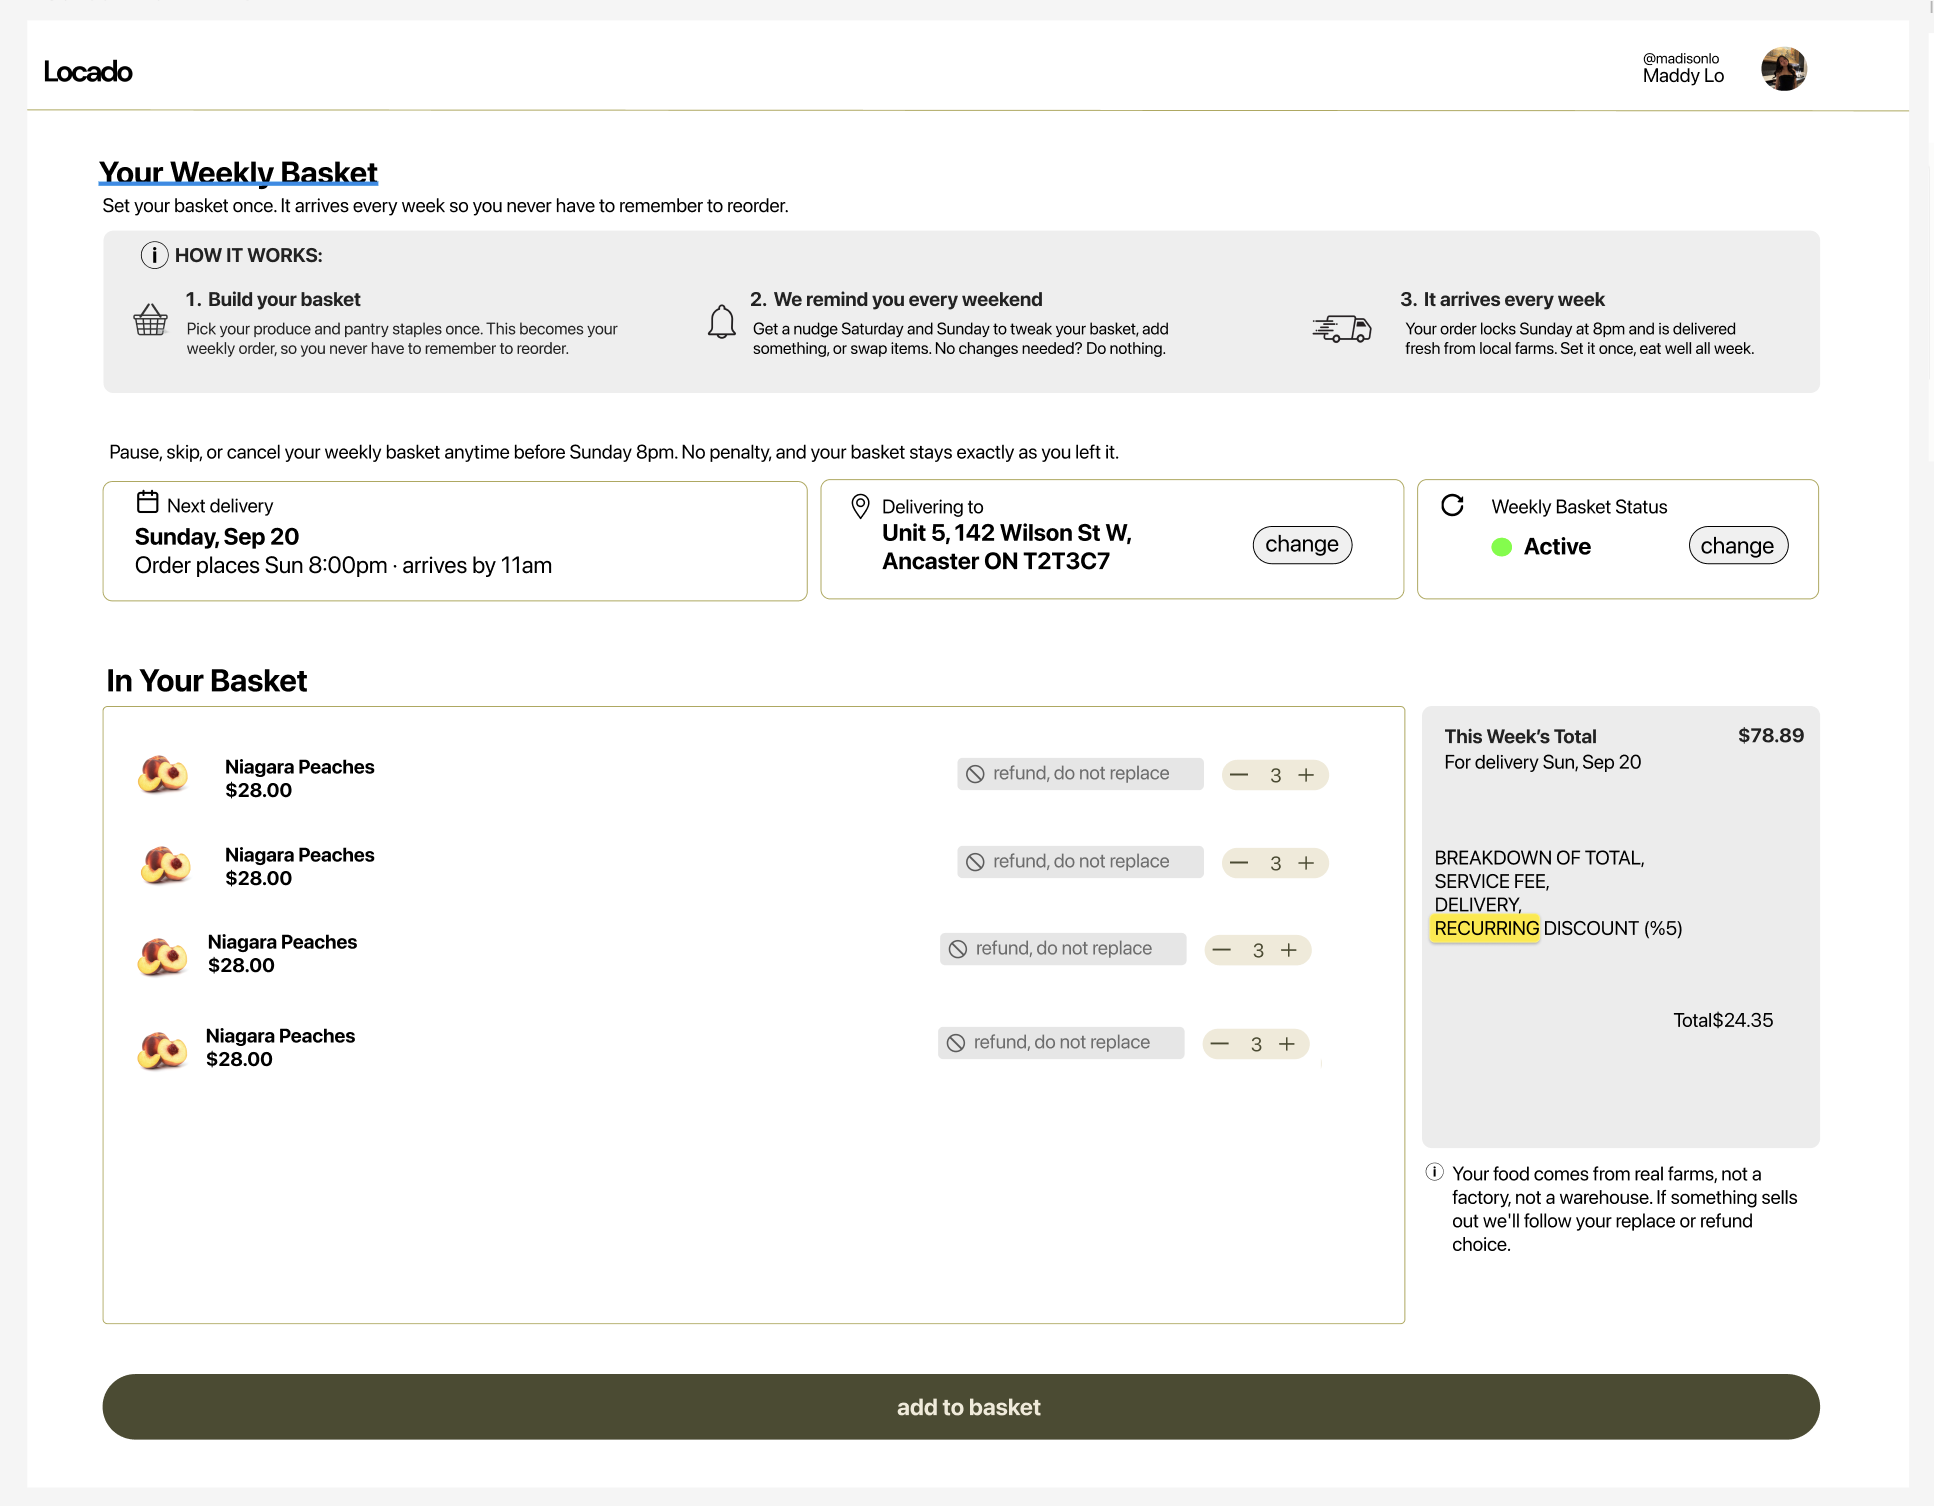 Locado
@madisonlo
Maddy Lo
Your Weekly Basket
Set your basket once. It arrives every week so you never have to remember to reorder.
HOW IT WORKS:
1. Build your basket
Pick your produce and pantry staples once. This becomes your
weekly order, so you never have to remember to reorder.
2. We remind you every weekend
Get a nudge Saturday and Sunday to tweak your basket, add
something, or swap items. No changes needed? Do nothing.
3. It arrives every week
Your order locks Sunday at 8pm and is delivered
fresh from local farms. Set it once, eat well all week.
Pause, skip, or cancel your weekly basket anytime before Sunday 8pm. No penalty, and your basket stays exactly as you left it.
Next delivery
Sunday, Sep 20
Order places Sun 8:00pm · arrives by 11am
Delivering to
Unit 5, 142 Wilson St W,
Ancaster ON T2T3C7
change
Weekly Basket Status
Active
change
In Your Basket
Niagara Peaches
$28.00
refund, do not replace
— 3 +
Niagara Peaches
$28.00
refund, do not replace
— 3 +
Niagara Peaches
$28.00
refund, do not replace
— 3 +
Niagara Peaches
$28.00
refund, do not replace
— 3 +
This Week's Total $78.89
For delivery Sun, Sep 20
BREAKDOWN OF TOTAL,
SERVICE FEE,
DELIVERY,
RECURRING DISCOUNT (%5)
Total$24.35
Your food comes from real farms, not a
factory, not a warehouse. If something sells
out we'll follow your replace or refund
choice.
add to basket